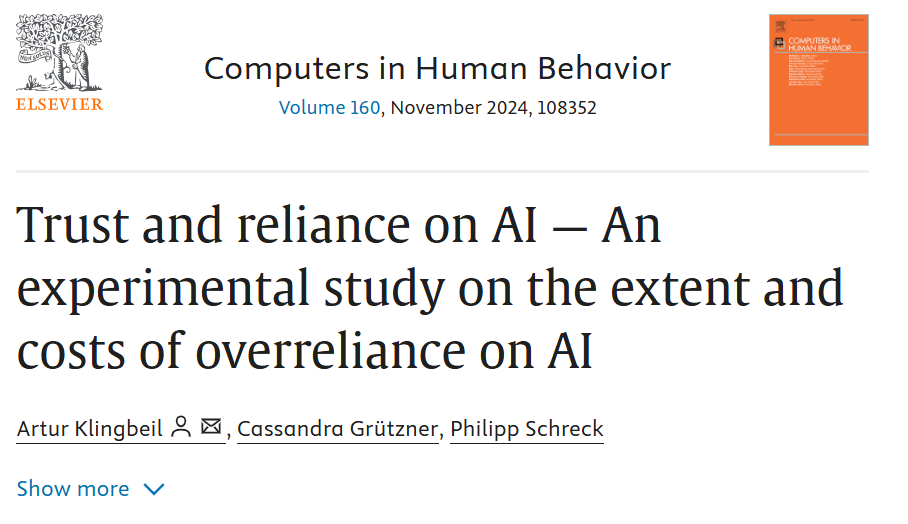 ELSEVIER
Computers in Human Behavior
Volume 160, November 2024, 108352
COMPUTERS IN
HUMAN BEHAVIOR
Trust and reliance on AI — An
experimental study on the extent and
costs of overreliance on AI
Artur Klingbeil, Cassandra Grützner, Philipp Schreck
Show more